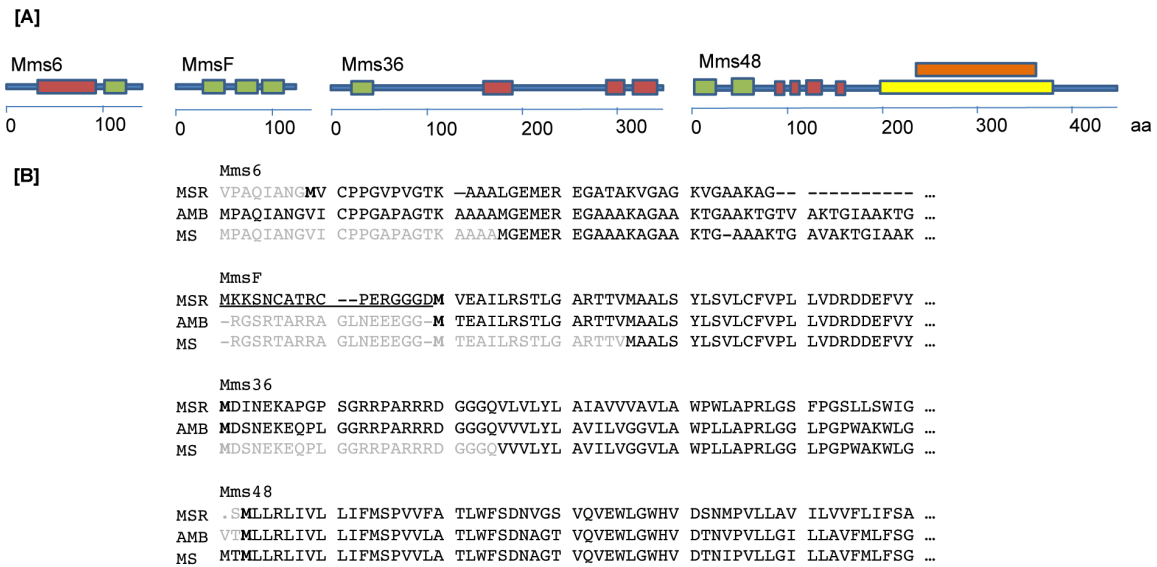 [A]
Mms6 MmsF Mms36 Mms48
0 100 0 100 0 100 200 300 0 100 200 300 400 aa
[B]
Mms6
MSR VPAQIANGMV CPPGVPVGTK –AAALGEMER EGATAKVGAG KVGAAKAG-- ---------- …
AMB MPAQIANGVI CPPGAPAGTK AAAAMGEMER EGAAAKAGAA KTGAAKTGTV AKTGIAAKTG …
MS MPAQIANGVI CPPGAPAGTK AAAAMGEMER EGAAAKAGAA KTG-AAAKTG AVAKTGIAAK …
MmsF
MSR MKKSNCATRC --PERGGGDM VEAILRSTLG ARTTVMAALS YLSVLCFVPL LVDRDDEFVY …
AMB -RGSRTARRA GLNEEEGG-M TEAILRSTLG ARTTVMAALS YLSVLCFVPL LVDRDDEFVY …
MS -RGSRTARRA GLNEEEGG-M TEAILRSTLG ARTTVMAALS YLSVLCFVPL LVDRDDEFVY …
Mms36
MSR MDINEKAPGP SGRRPARRRD GGGQVLVLYL AIAVVVAVLA WPWLAPRLGS FPGSLLSWIG …
AMB MDSNEKEQPL GGRRPARRRD GGGQVVVLYL AVILVGGVLA WPLLAPRLGG LPGPWAKWLG …
MS MDSNEKEQPL GGRRPARRRD GGGQVVVLYL AVILVGGVLA WPLLAPRLGG LPGPWAKWLG …
Mms48
MSR .SMLLRLIVL LIFMSPVVFA TLWFSDNVGS VQVEWLGWHV DSNMPVLLAV ILVVFLIFSA …
AMB VTMLLRLIVL LIFMSPVVLA TLWFSDNAGT VQVEWLGWHV DTNVPVLLGI LLAVFMLFSG …
MS MTMLLRLIVL LIFMSPVVLA TLWFSDNAGT VQVEWLGWHV DTNIPVLLGI LLAVFMLFSG …